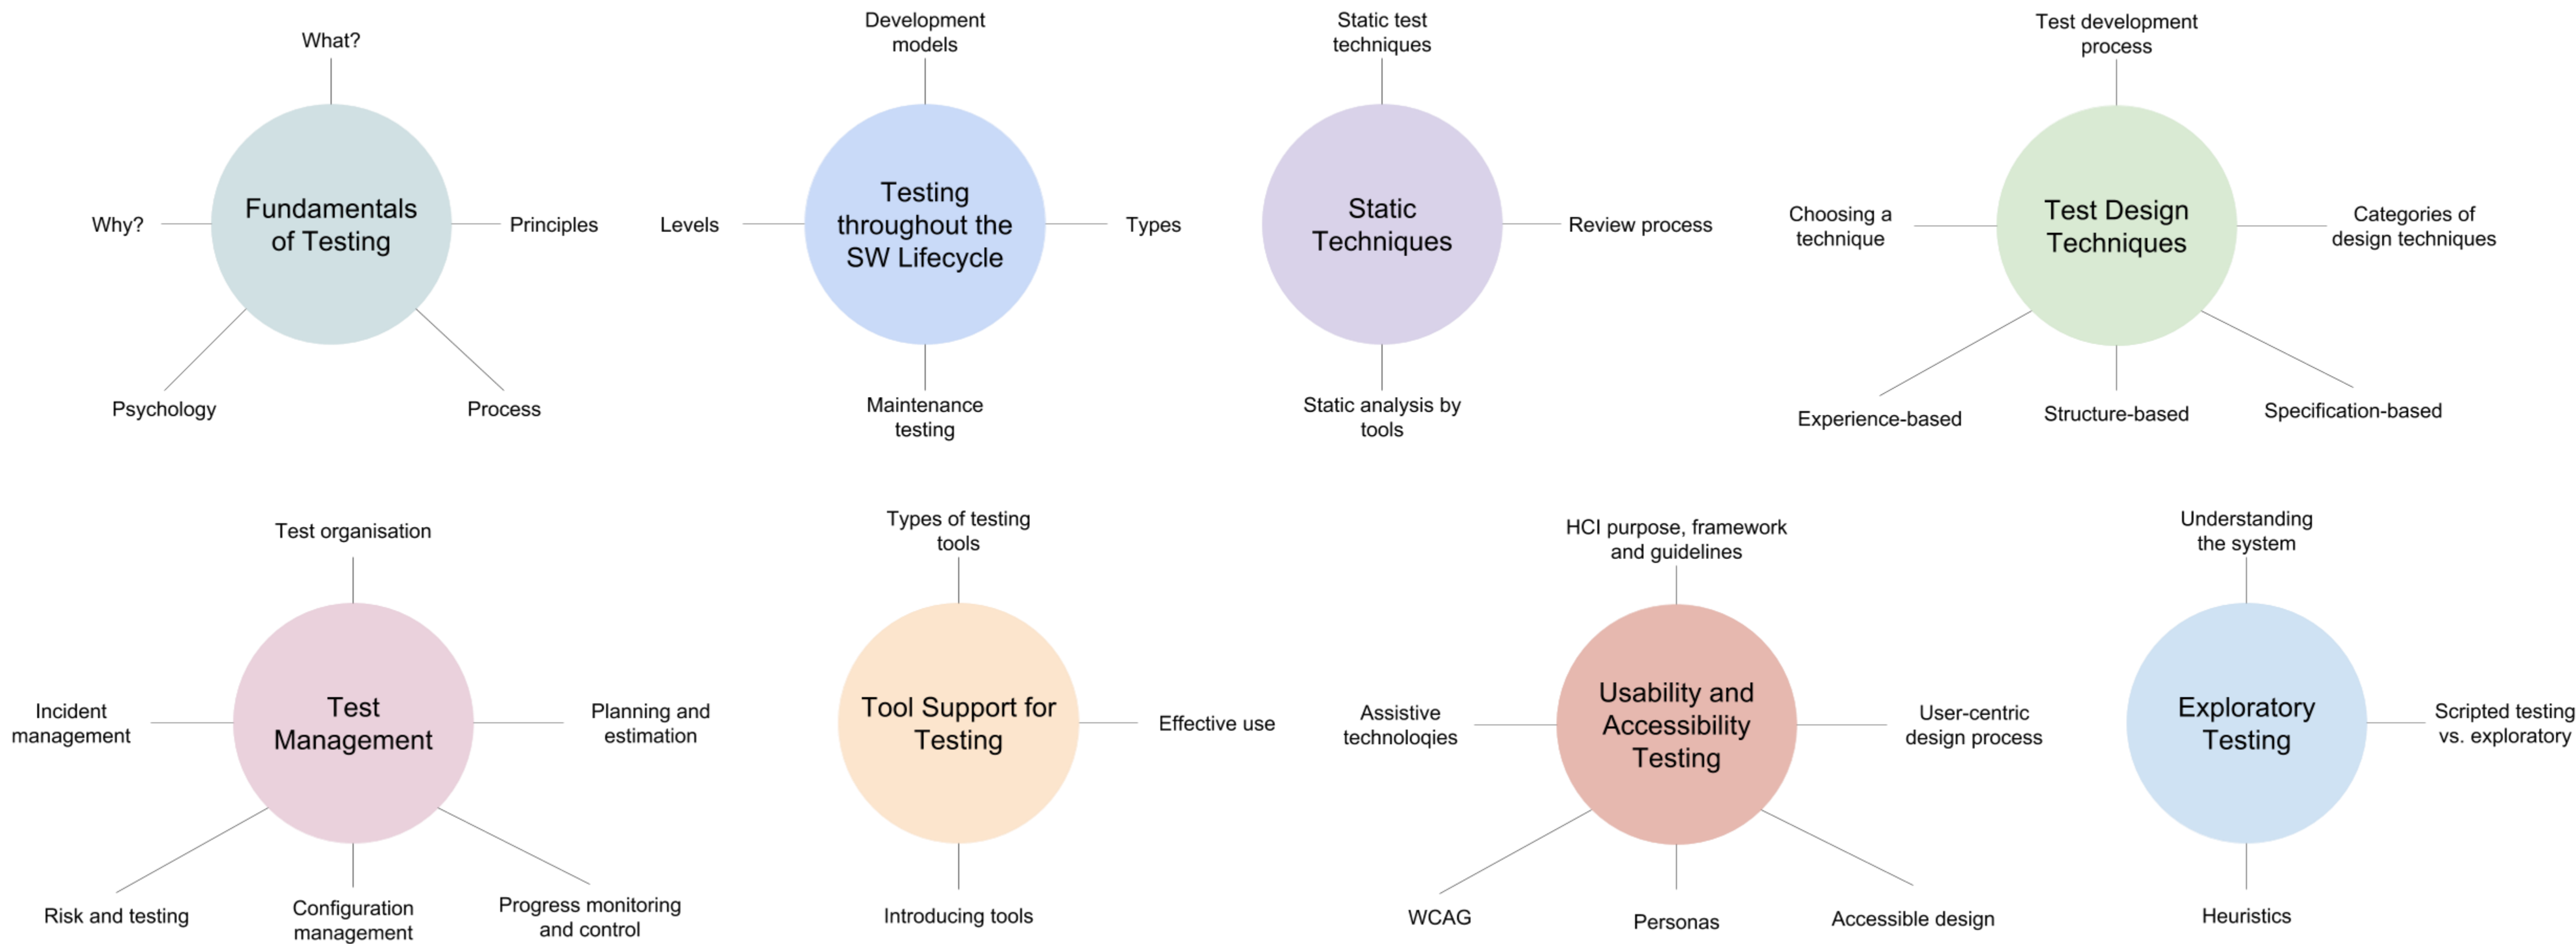 What?
Why?
Fundamentals
of Testing
Principles
Psychology
Process
Development
models
Levels
Testing
throughout the
SW Lifecycle
Types
Maintenance
testing
Static test
techniques
Static
Techniques
Review process
Static analysis by
tools
Test development
process
Choosing a
technique
Test Design
Techniques
Categories of
design techniques
Experience-based
Structure-based
Specification-based
Test organisation
Incident
management
Test
Management
Planning and
estimation
Risk and testing
Configuration
management
Progress monitoring
and control
Types of testing
tools
Tool Support for
Testing
Effective use
Introducing tools
HCI purpose, framework
and guidelines
Assistive
technologies
Usability and
Accessibility
Testing
User-centric
design process
WCAG
Personas
Accessible design
Understanding
the system
Exploratory
Testing
Scripted testing
vs. exploratory
Heuristics